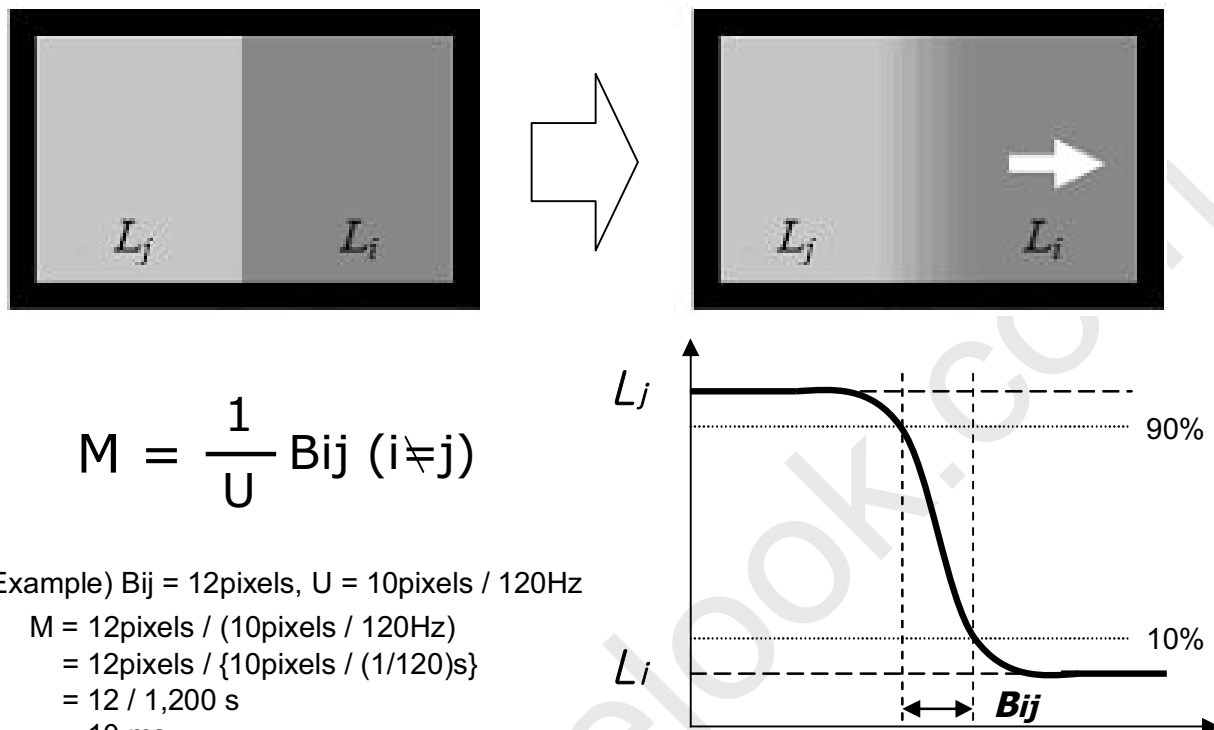 Lj Li
Lj Li
M = 1/U Bij (i≠j)
Example) Bij = 12pixels, U = 10pixels / 120Hz
M = 12pixels / (10pixels / 120Hz)
= 12pixels / {10pixels / (1/120)s}
= 12 / 1,200 s
Lj
90%
10%
Li
Bij